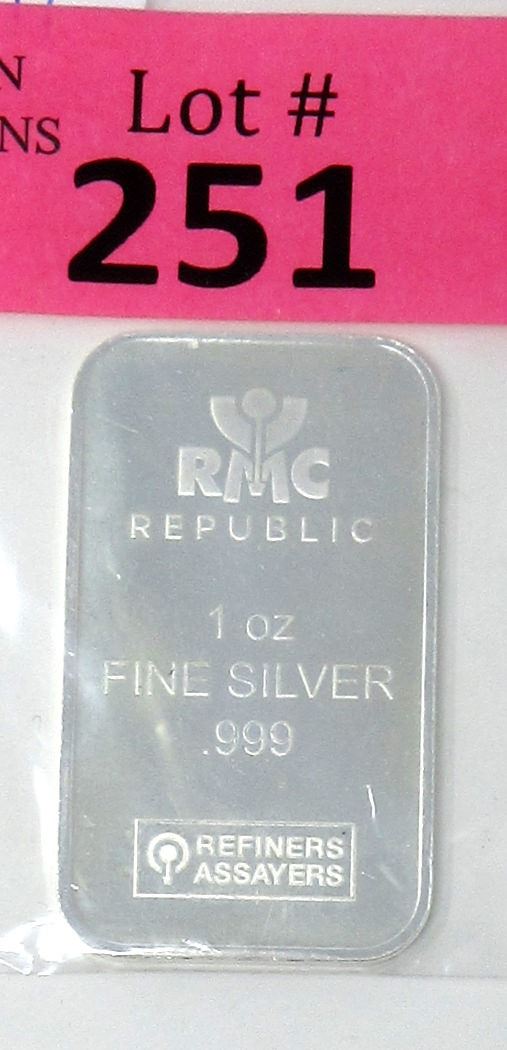 N
NS
Lot #
251
RMC
REPUBLIC
1 oz
FINE SILVER
.999
REFINERS
ASSAYERS